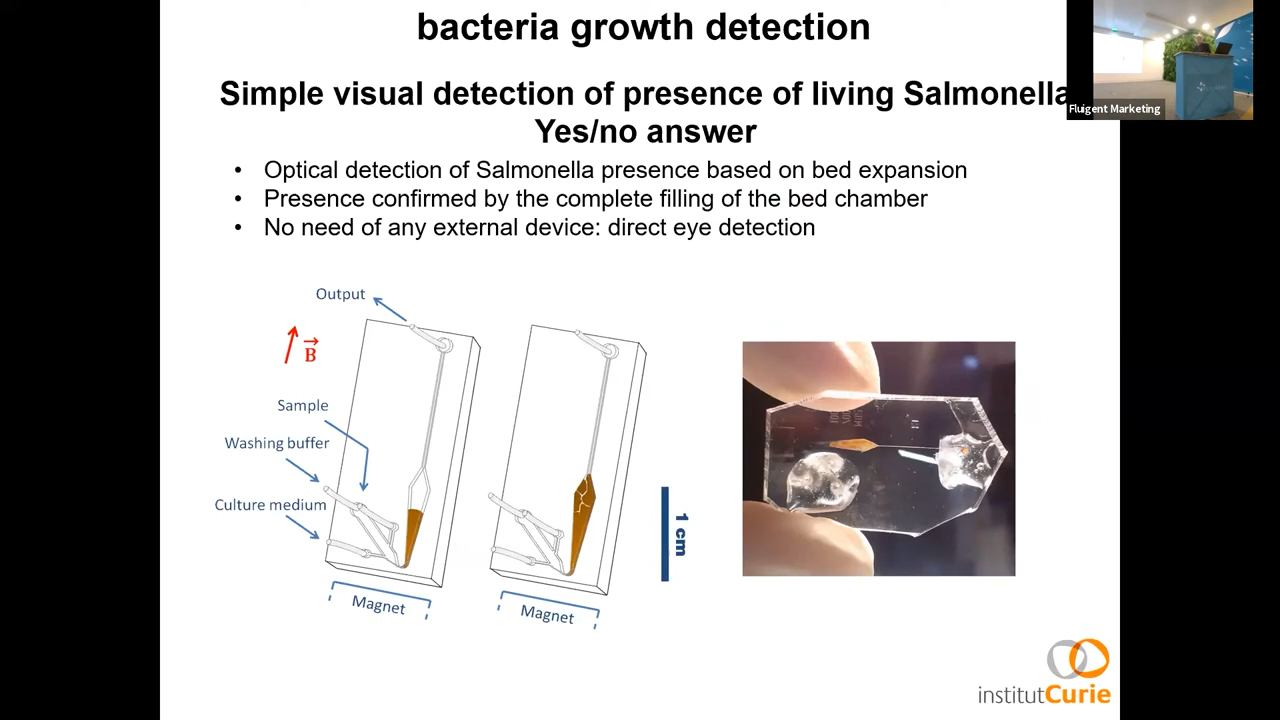 bacteria growth detection
Simple visual detection of presence of living Salmonella
Yes/no answer
Fluigent Marketing
• Optical detection of Salmonella presence based on bed expansion
• Presence confirmed by the complete filling of the bed chamber
• No need of any external device: direct eye detection
Output
B
Sample
Washing buffer
Culture medium
Magnet
Magnet
1 cm
institutCurie